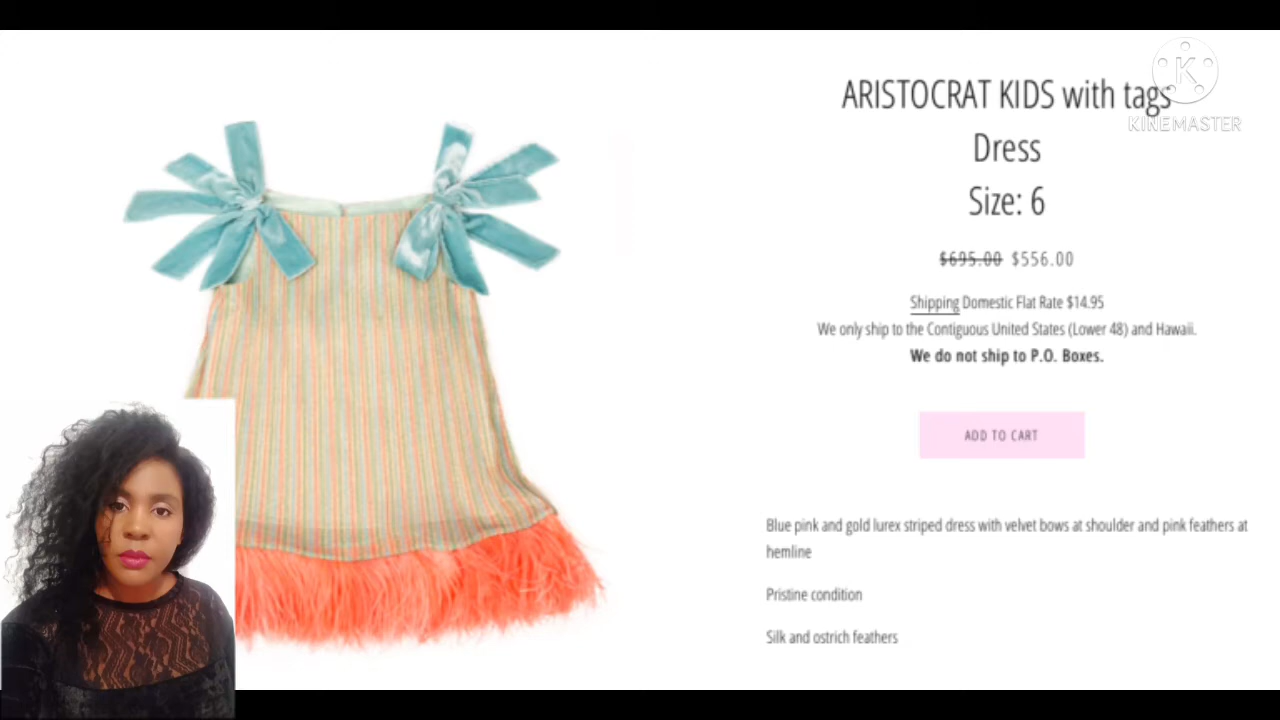 ARISTOCRAT KIDS with tags
Dress
Size: 6
K
KINEMASTER
$695.00 $556.00
Shipping Domestic Flat Rate $14.95
We only ship to the Contiguous United States (Lower 48) and Hawaii.
We do not ship to P.O. Boxes.
ADD TO CART
Blue pink and gold lurex striped dress with velvet bows at shoulder and pink feathers at
hemline
Pristine condition
Silk and ostrich feathers